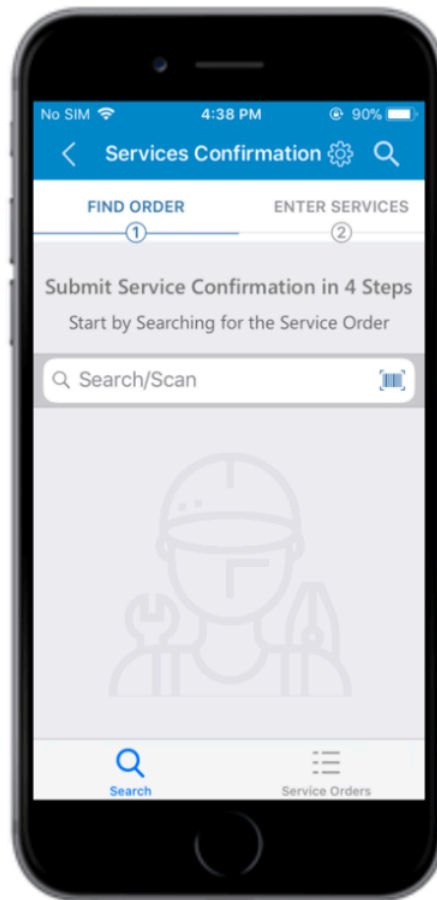 No SIM 4:38 PM 90%
Services Confirmation
FIND ORDER ENTER SERVICES
1 2
Submit Service Confirmation in 4 Steps
Start by Searching for the Service Order
Search/Scan
Search Service Orders